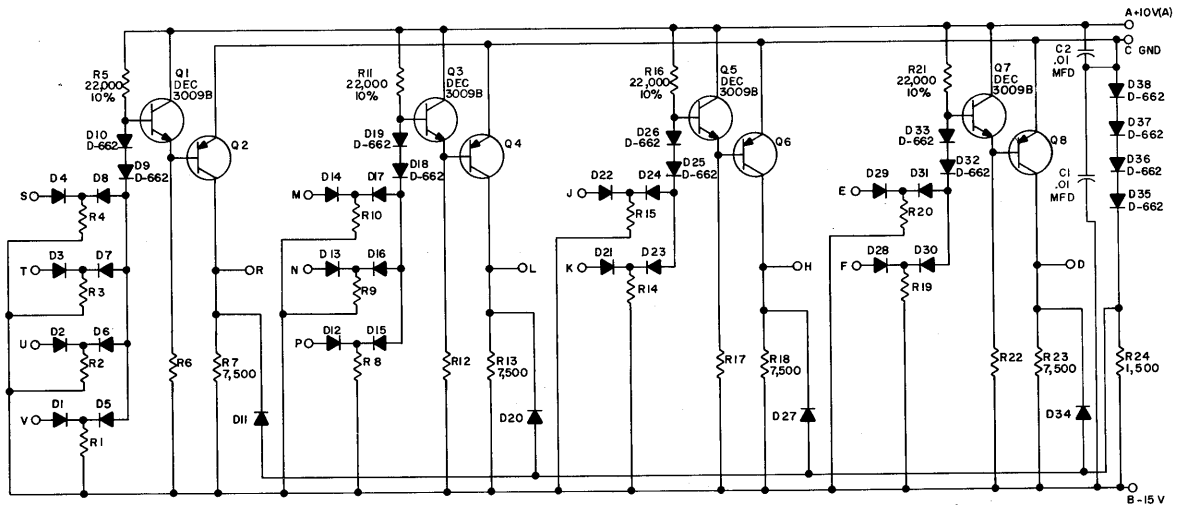 A+10V(A)
C GND
R5
22,000
10%
Q1
DEC
3009B
R11
22,000
10%
Q3
DEC
3009B
R16
22,000
10%
Q5
DEC
3009B
R21
22,000
10%
Q7
DEC
3009B
C2
.01
MFD
D38
D-662
D37
D-662
D36
D-662
D35
D-662
C1
.01
MFD
D10
D-662
Q2
D9
D-662
D19
D-662
Q4
D18
D-662
D26
D-662
Q6
D25
D-662
D33
D-662
Q8
D32
D-662
D4
D8
S
R4
D14
D17
M
R10
D22
D24
J
R15
D29
D31
E
R20
D3
D7
T
R3
R
D13
D16
N
R9
L
D21
D23
K
R14
H
D28
D30
F
R19
D
D2
D6
U
R2
D12
D15
P
R8
R6
R7
7,500
R12
R13
7,500
R17
R18
7,500
R22
R23
7,500
R24
1,500
D1
D5
V
R1
D11
D20
D27
D34
B-15V